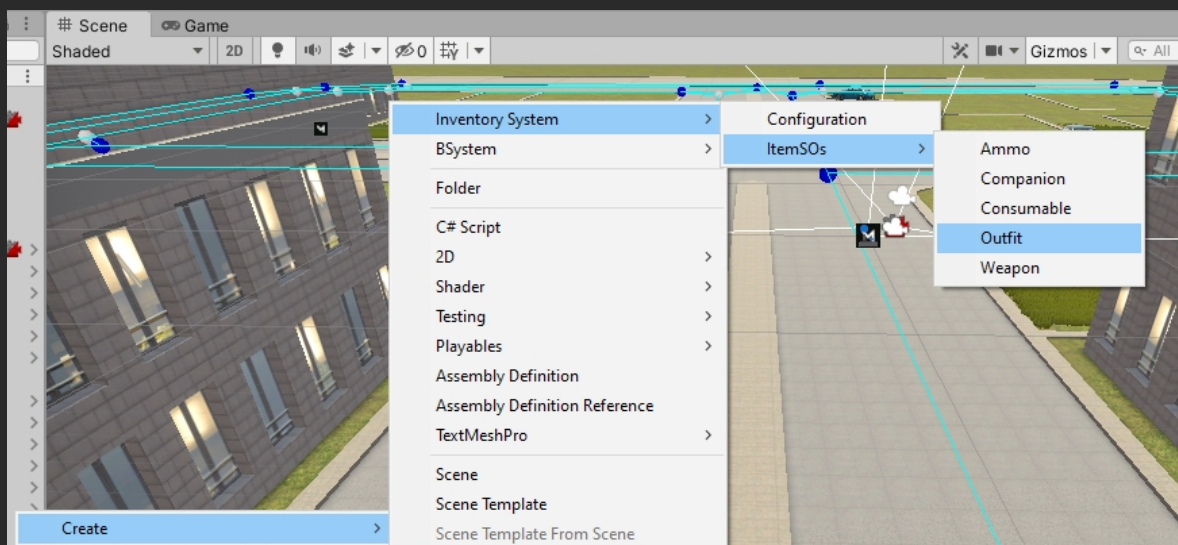 Scene
Game
Shaded
2D
0
Gizmos
All
Inventory System
BSystem
Folder
C# Script
2D
Shader
Testing
Playables
Assembly Definition
Assembly Definition Reference
TextMeshPro
Scene
Scene Template
Scene Template From Scene
Create
Configuration
ItemSOs
Ammo
Companion
Consumable
Outfit
Weapon